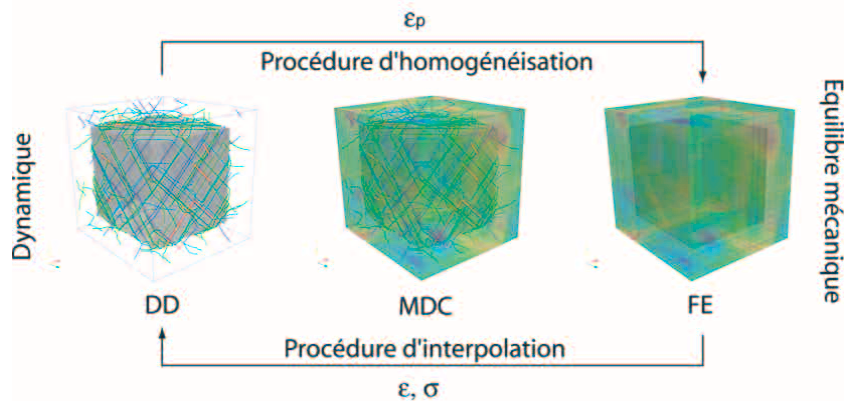 εp
Procédure d'homogénéisation
Dynamique
Equilibre mécanique
DD
MDC
FE
Procédure d'interpolation
ε, σ